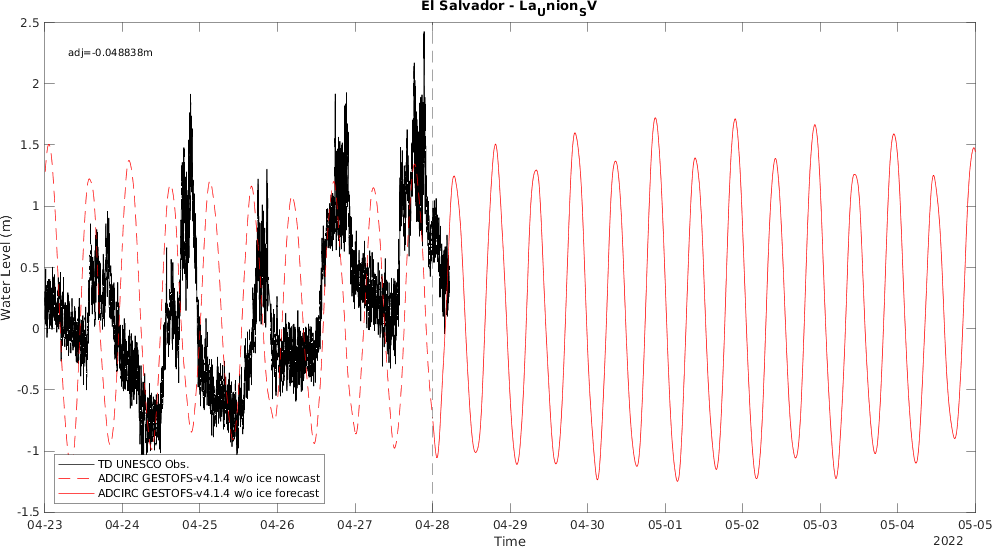 El Salvador - LaUnionSV
adj=-0.048838m
Water Level (m)
2.5
2
1.5
1
0.5
0
-0.5
-1
-1.5
TD UNESCO Obs.
ADCIRC GESTOFS-v4.1.4 w/o ice nowcast
ADCIRC GESTOFS-v4.1.4 w/o ice forecast
04-23 04-24 04-25 04-26 04-27 04-28 04-29 04-30 05-01 05-02 05-03 05-04 05-05
Time
2022